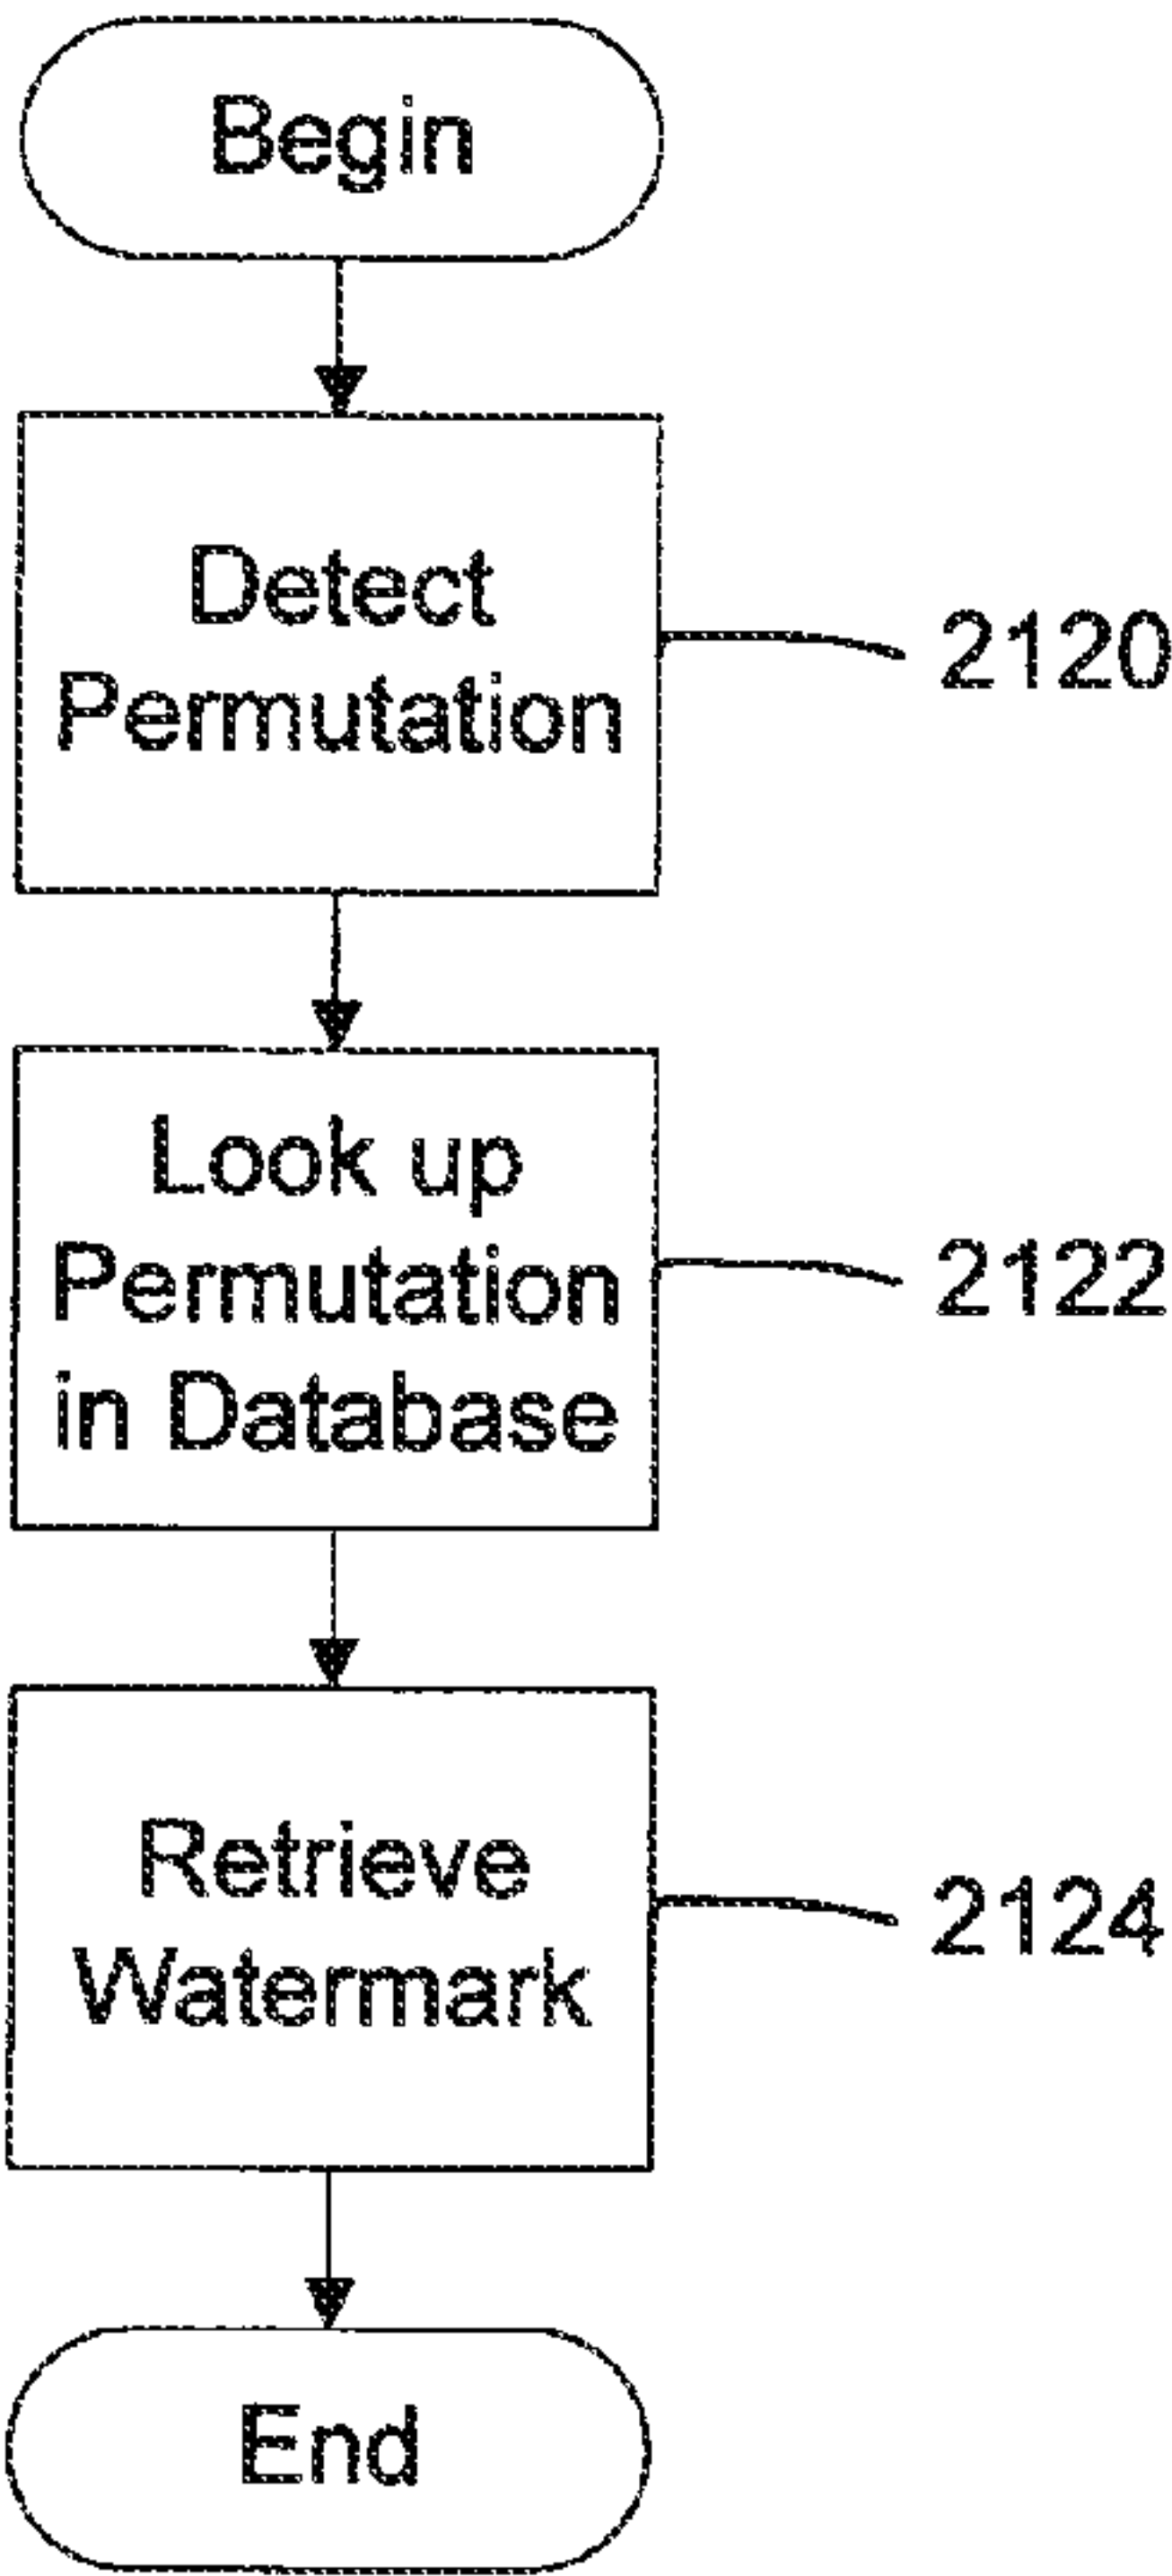 Begin
Detect
Permutation
2120
Look up
Permutation
in Database
2122
Retrieve
Watermark
2124
End